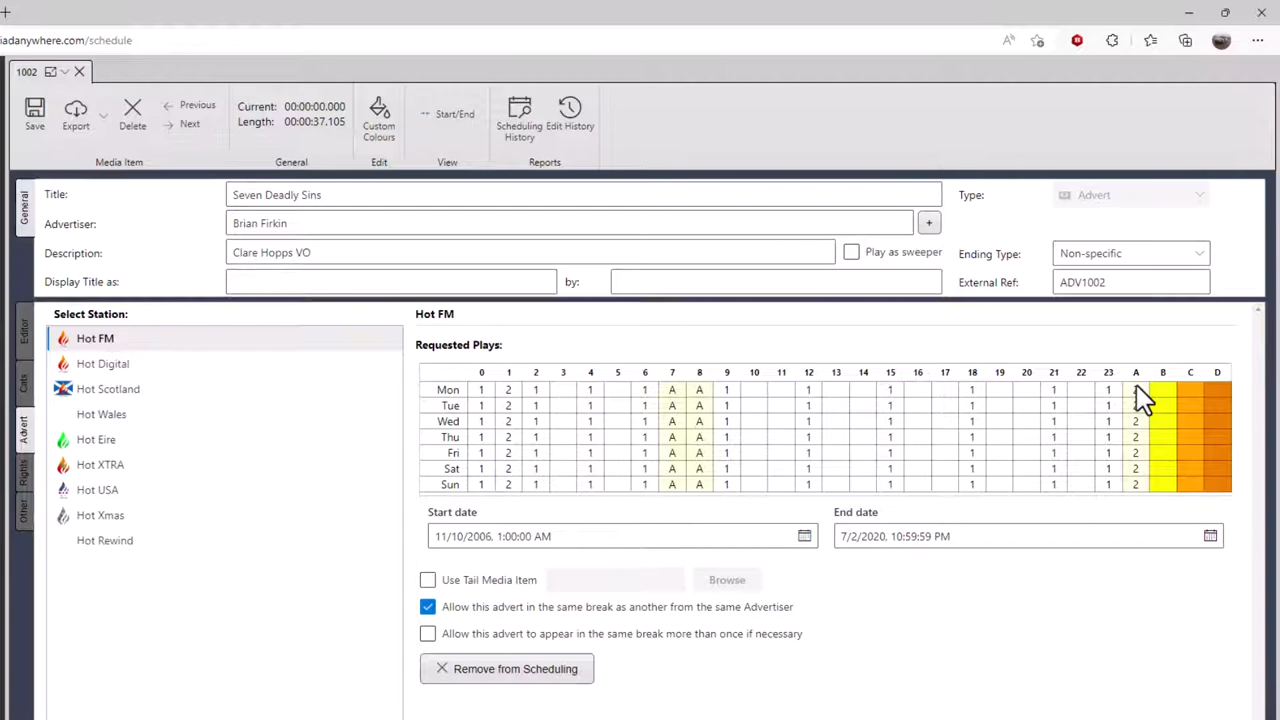 iadanywhere.com/schedule
1002
Save Export Delete Previous Next
Current: 00:00:00.000
Length: 00:00:37.105
Custom Colours
Start/End
Scheduling History Edit History
Media Item General Edit View Reports
General
Title: Seven Deadly Sins Type: Advert
Advertiser: Brian Firkin +
Description: Clare Hopps VO Play as sweeper Ending Type: Non-specific
Display Title as: by: External Ref: ADV1002
Editor
Cats
Advert
Rights
Other
Select Station:
Hot FM
Hot Digital
Hot Scotland
Hot Wales
Hot Eire
Hot XTRA
Hot USA
Hot Xmas
Hot Rewind
Hot FM
Requested Plays:
0 1 2 3 4 5 6 7 8 9 10 11 12 13 14 15 16 17 18 19 20 21 22 23 A B C D
Mon 1 2 1 1 1 A A 1 1 1 1 1 1
Tue 1 2 1 1 1 A A 1 1 1 1 1 1
Wed 1 2 1 1 1 A A 1 1 1 1 1 1 2
Thu 1 2 1 1 1 A A 1 1 1 1 1 1 2
Fri 1 2 1 1 1 A A 1 1 1 1 1 1 2
Sat 1 2 1 1 1 A A 1 1 1 1 1 1 2
Sun 1 2 1 1 1 A A 1 1 1 1 1 1 2
Start date End date
11/10/2006, 1:00:00 AM 7/2/2020, 10:59:59 PM
Use Tail Media Item Browse
Allow this advert in the same break as another from the same Advertiser
Allow this advert to appear in the same break more than once if necessary
Remove from Scheduling